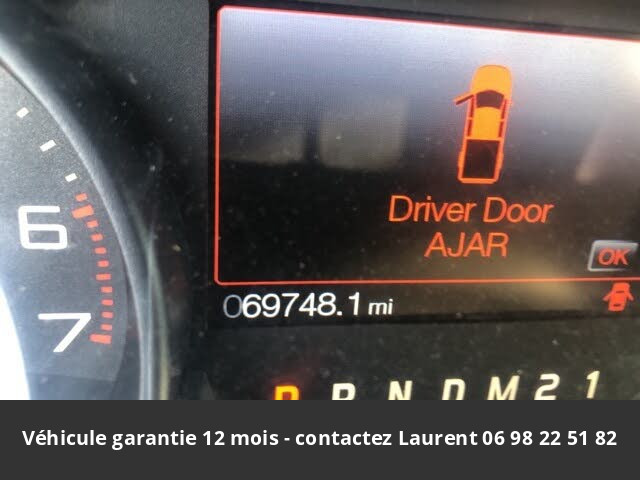 6
7
Driver Door
AJAR
OK
069748.1 mi
P R N D M 2 1
Véhicule garantie 12 mois - contactez Laurent 06 98 22 51 82